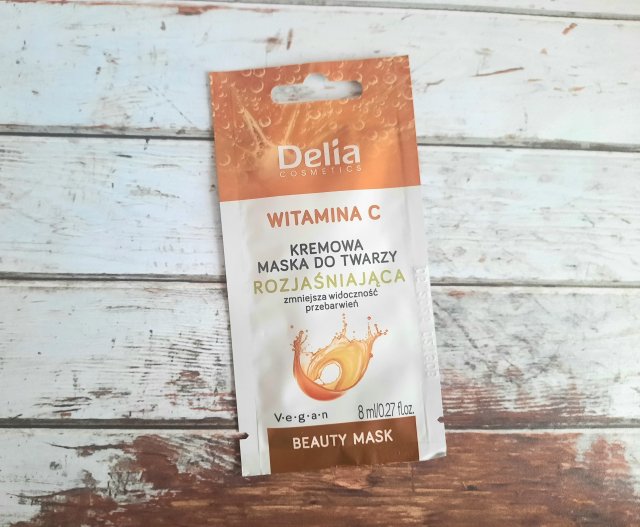 Delia
COSMETICS
WITAMINA C
KREMOWA
MASKA DO TWARZY
ROZJAŚNIAJĄCA
zmniejsza widoczność
przebarwień
V•e•g•a•n
8 ml/0.27 fl.oz.
BEAUTY MASK